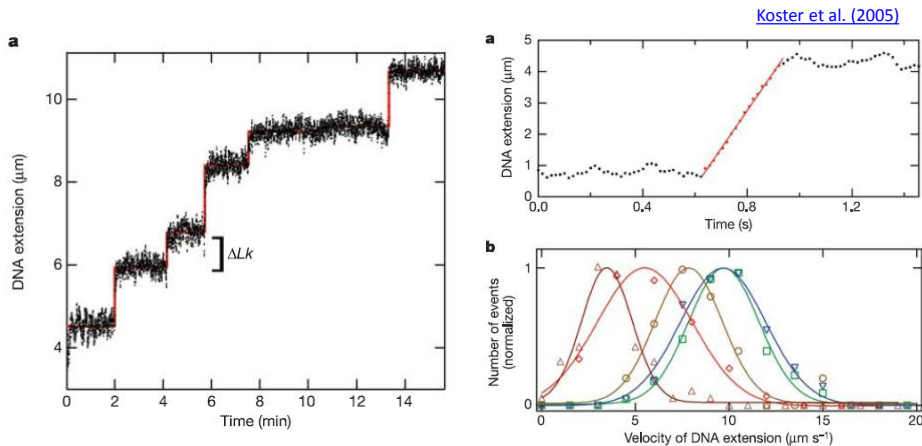 Koster et al. (2005)
a
DNA extension (μm)
10
8
6
4
ΔLk
0 2 4 6 8 10 12 14
Time (min)
a
DNA extension (μm)
5
4
3
2
1
0
0.0 0.4 0.8 1.2
Time (s)
b
Number of events
(normalized)
1
0
0 5 10 15 20
Velocity of DNA extension (μm s⁻¹)